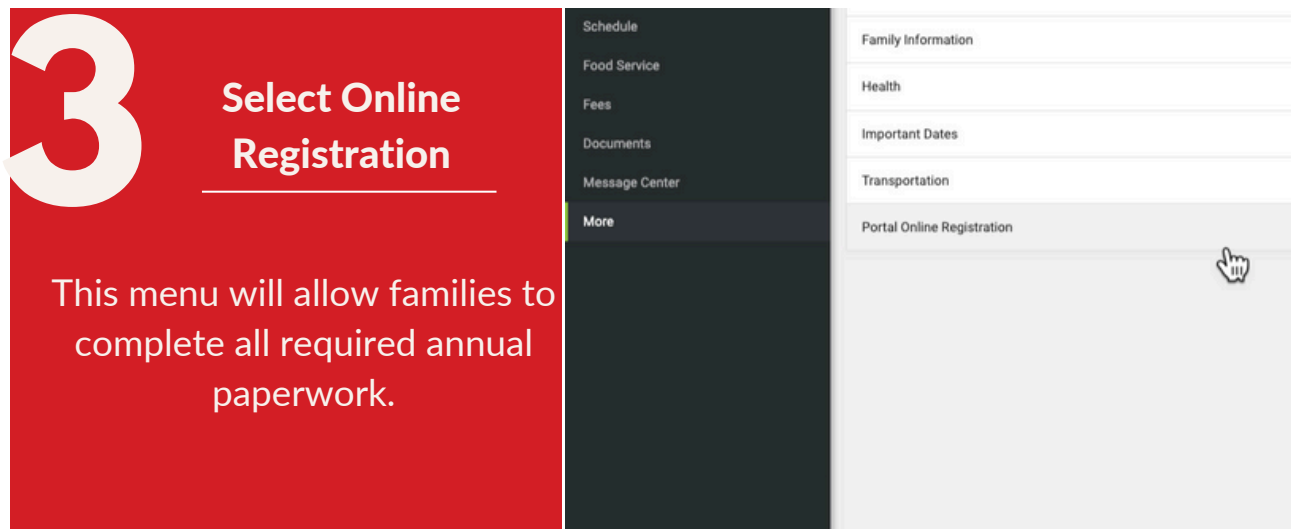 3
Select Online
Registration
This menu will allow families to
complete all required annual
paperwork.
Schedule
Food Service
Fees
Documents
Message Center
More
Family Information
Health
Important Dates
Transportation
Portal Online Registration